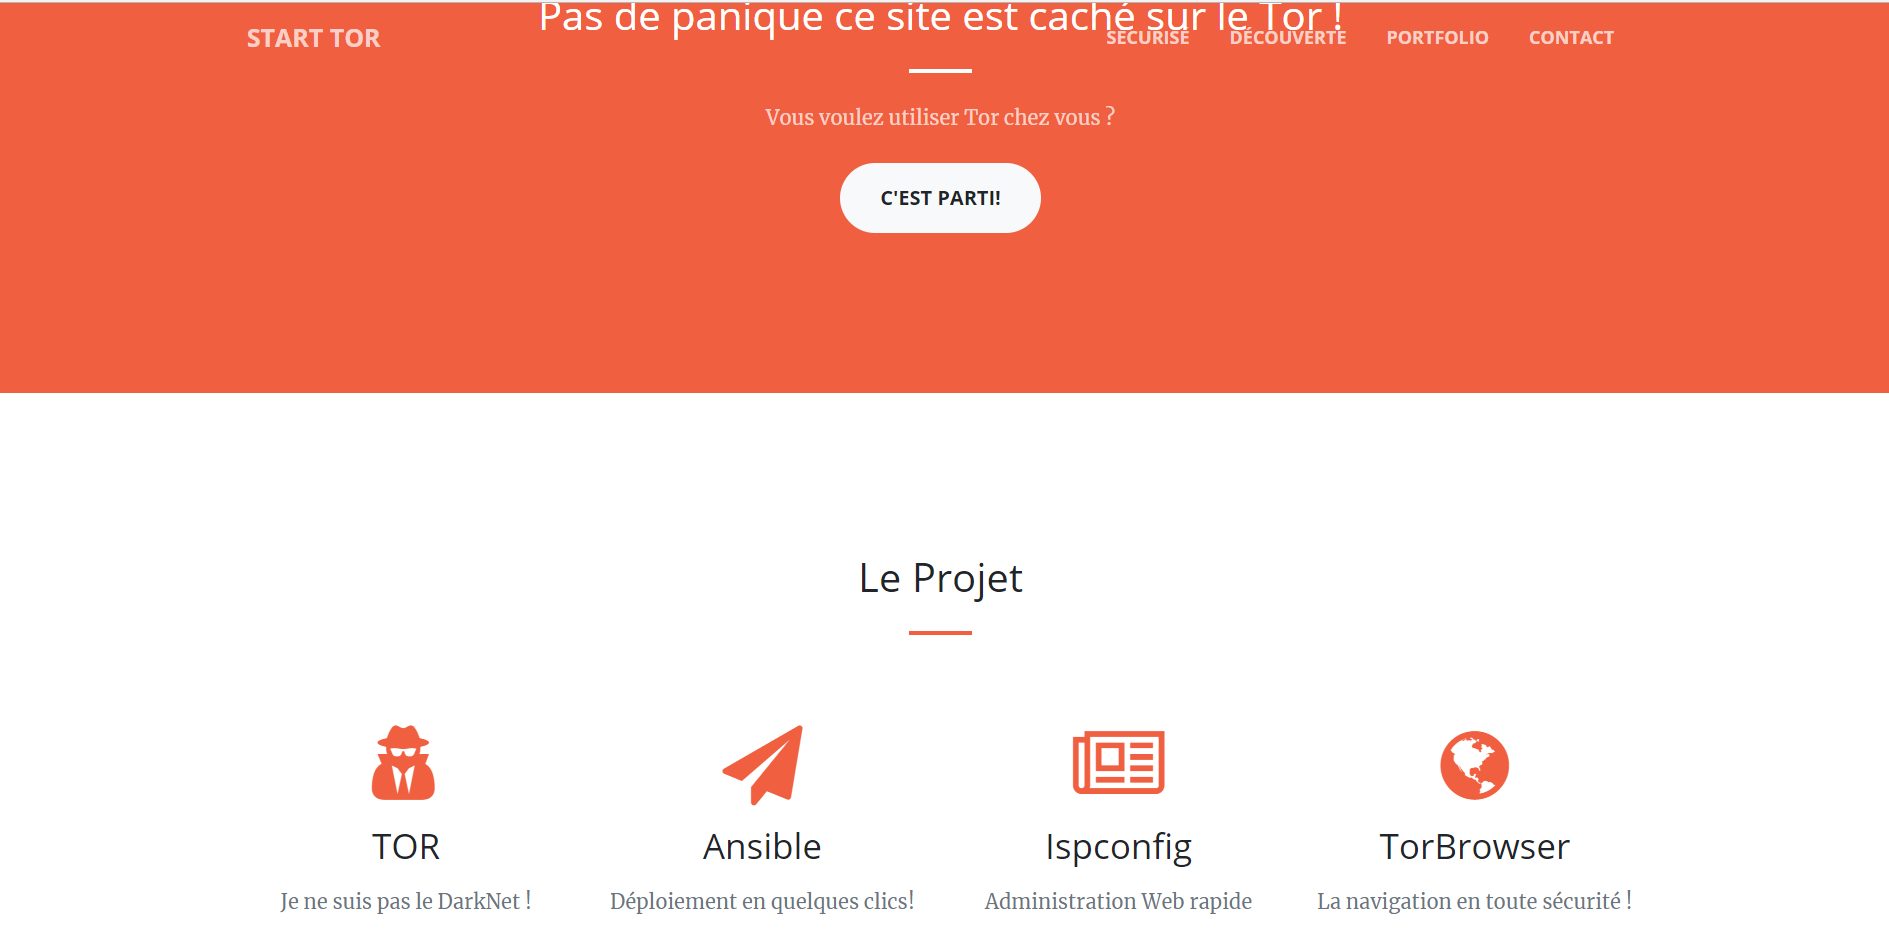 Pas de panique ce site est caché sur le Tor !
START TOR
SÉCURISÉ DÉCOUVERTE PORTFOLIO CONTACT
Vous voulez utiliser Tor chez vous ?
C'EST PARTI!
Le Projet
TOR
Je ne suis pas le DarkNet !
Ansible
Déploiement en quelques clics!
Ispconfig
Administration Web rapide
TorBrowser
La navigation en toute sécurité !